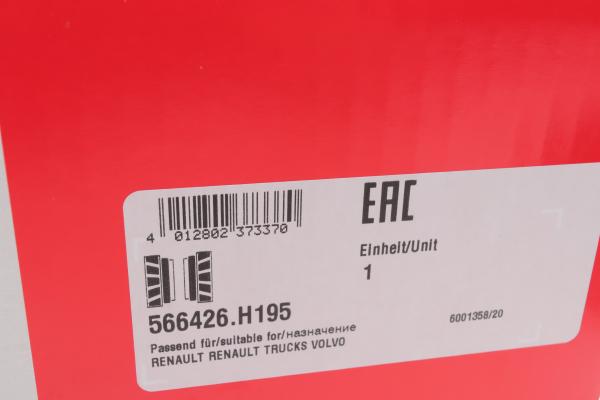 EAC
4 012802 373370
Einheit/Unit
1
566426.H195
Passend für/suitable for/назначение
RENAULT RENAULT TRUCKS VOLVO
6001358/20